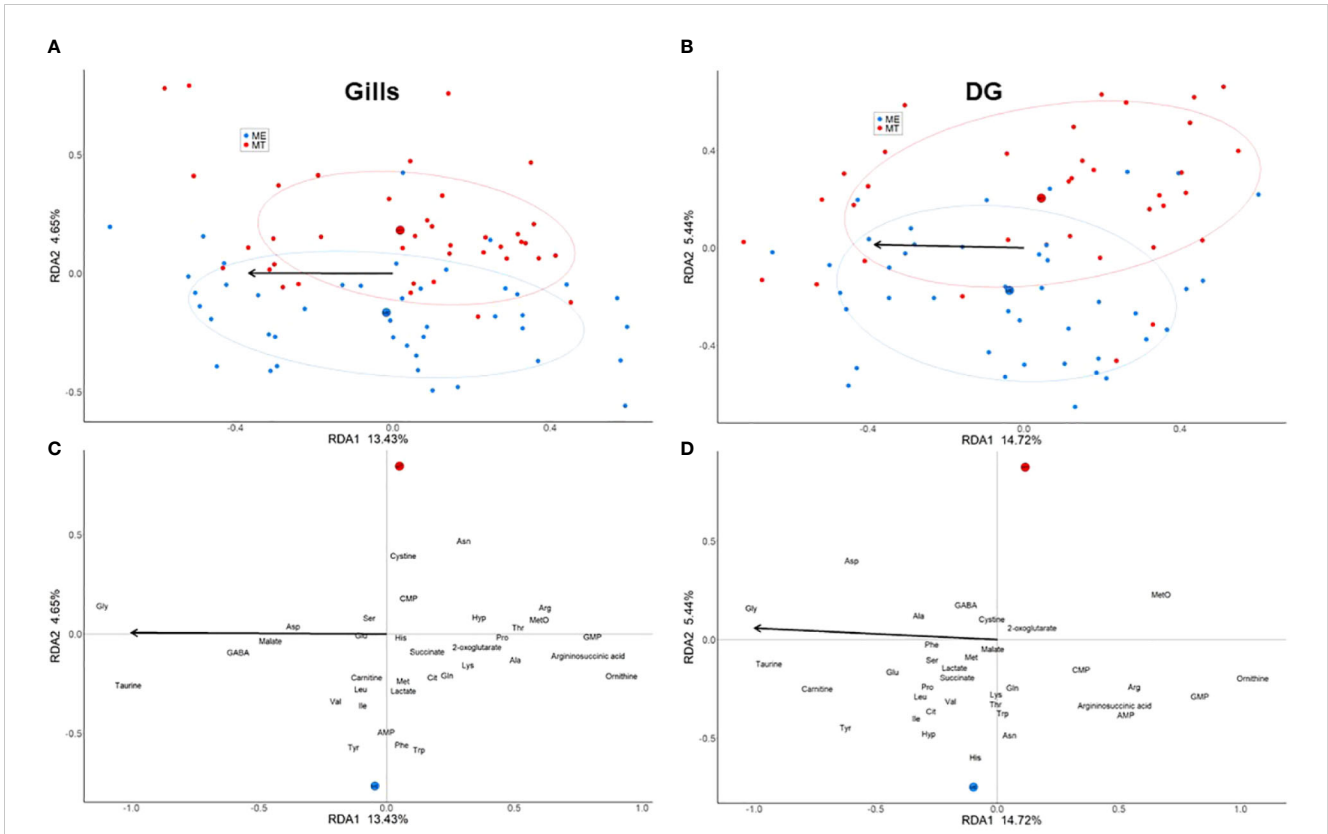 A
Gills
ME
MT
0.5
0.0
-0.5
RDA2 4.65%
-0.4
0.0
0.4
RDA1 13.43%
B
DG
ME
MT
0.4
0.0
-0.4
RDA2 5.44%
-0.4
0.0
0.4
RDA1 14.72%
C
0.5
0.0
-0.5
RDA2 4.65%
Asn
Cystine
CMP
Gly
Ser
Hyp
Arg
MetO
Asp
Thr
Glu
His
Pro
GMP
Malate
GABA
Succinate
2-oxoglutarate
Ala
Argininosuccinic acid
Lys
Taurine
Carnitine
Met
Cit
Gln
Ornithine
Leu
Lactate
Val
Ile
AMP
Tyr
Phe
Trp
-1.0
-0.5
0.0
0.5
1.0
RDA1 13.43%
D
0.5
0.0
-0.5
RDA2 5.44%
Asp
MetO
Gly
GABA
Ala
Cystine
2-oxoglutarate
Phe
Malate
Taurine
Ser
Met
Lactate
Glu
Succinate
CMP
Ornithine
Carnitine
Pro
Gln
Arg
Leu
Lys
GMP
Val
Thr
Argininosuccinic acid
Cit
Trp
AMP
Ile
Tyr
Hyp
Asn
His
-1.0
-0.5
0.0
0.5
1.0
RDA1 14.72%